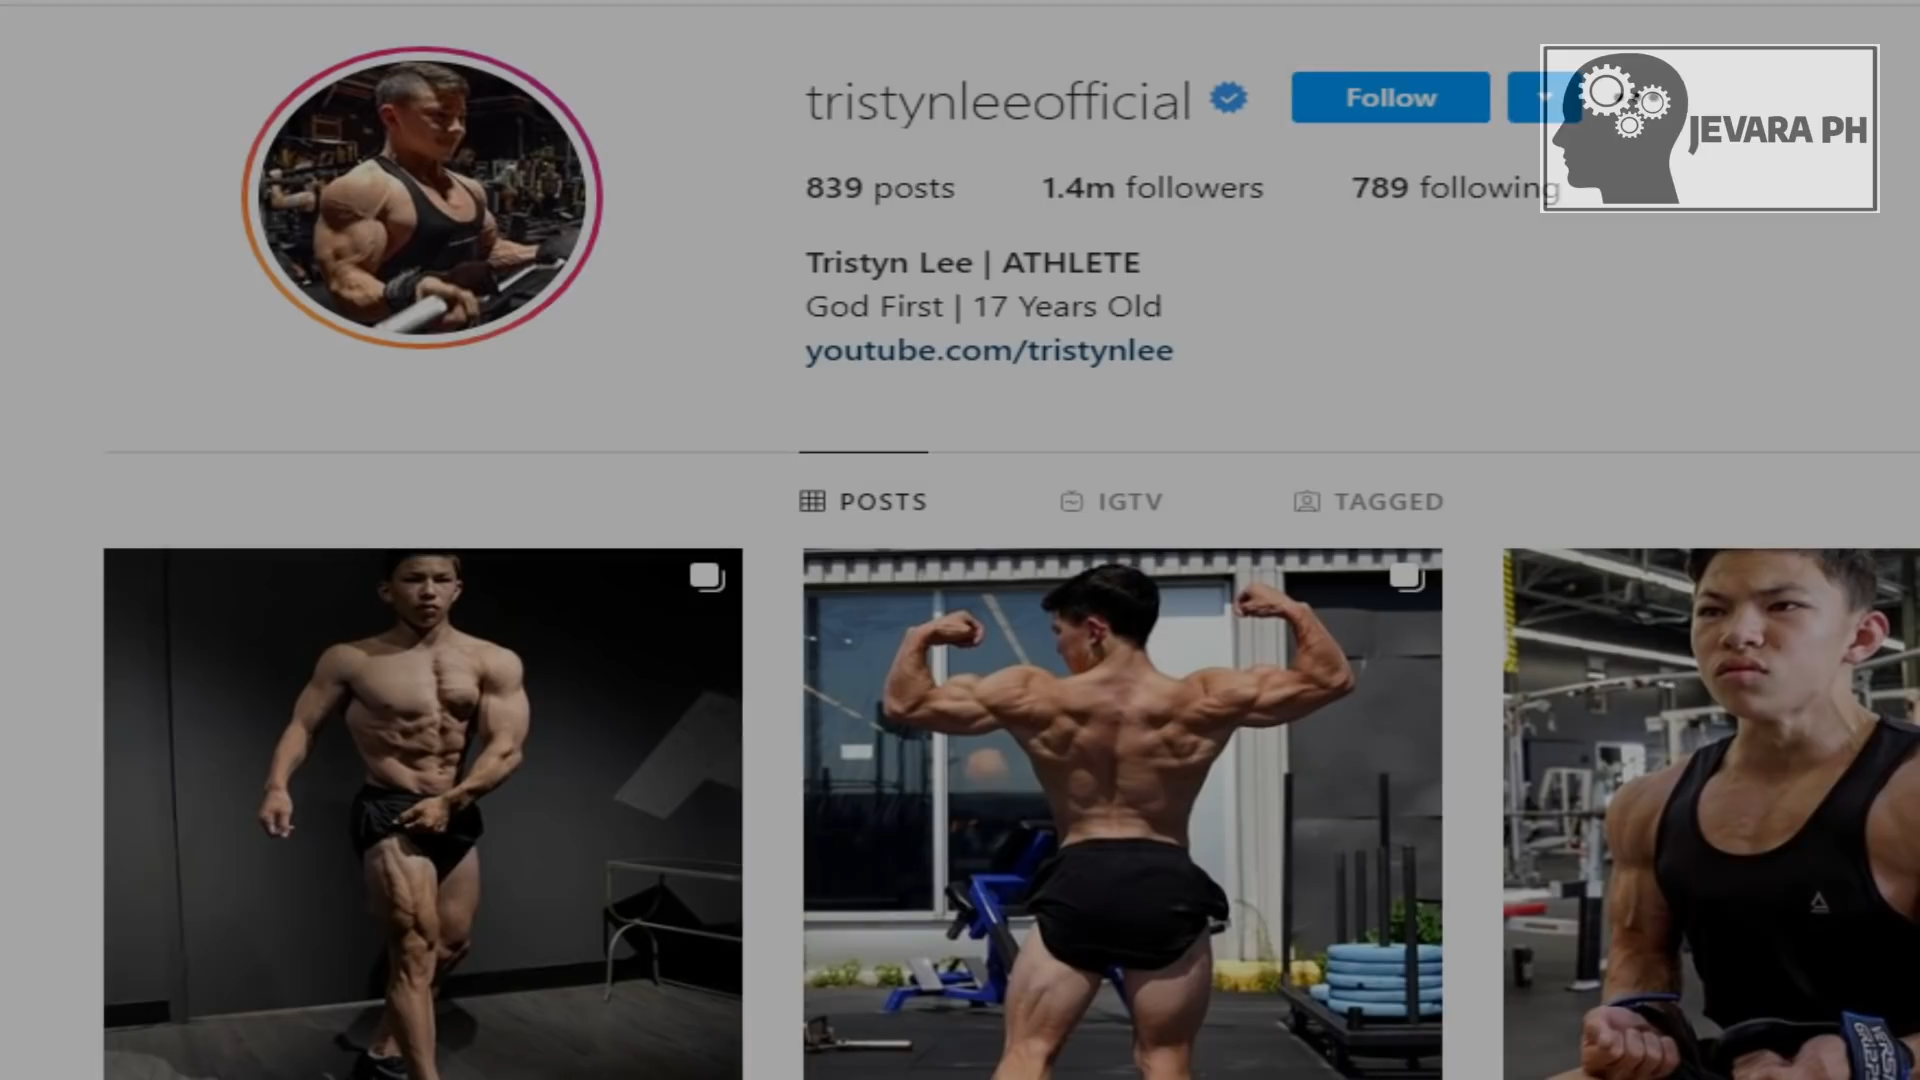 tristynleeofficial
Follow
JEVARA PH
839 posts 1.4m followers 789 following
Tristyn Lee | ATHLETE
God First | 17 Years Old
youtube.com/tristynlee
POSTS IGTV TAGGED